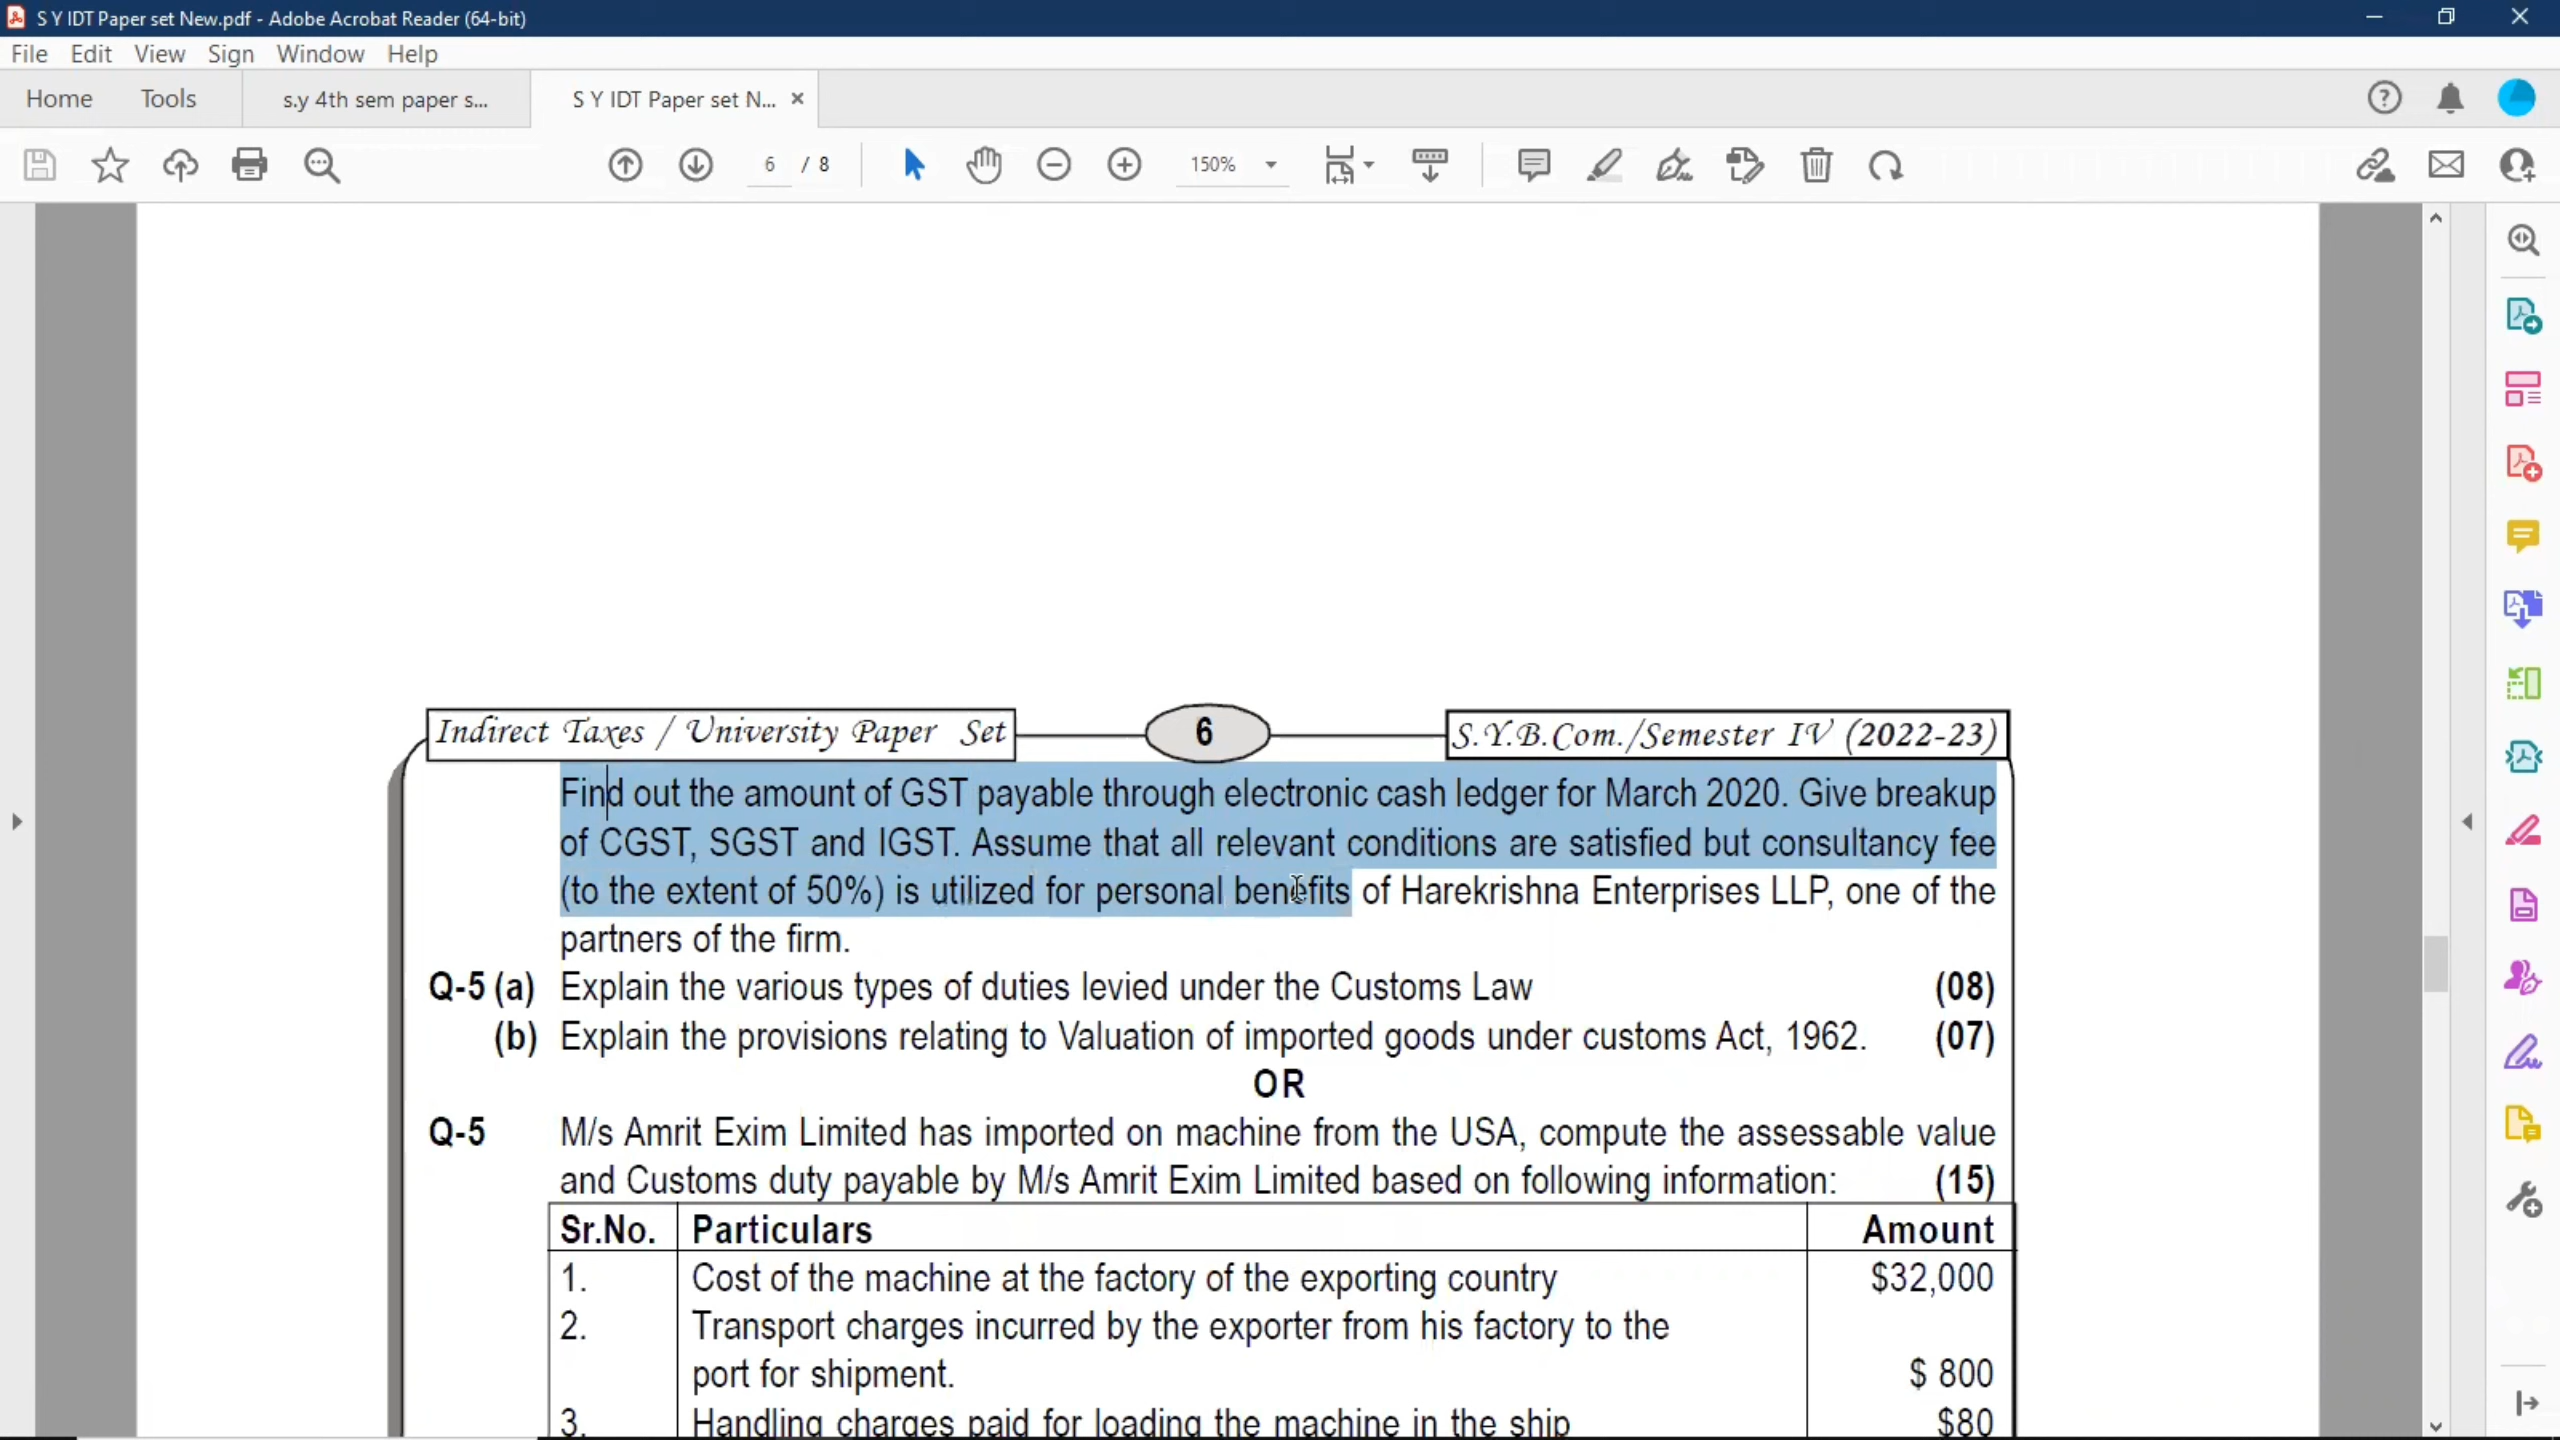 S Y IDT Paper set New.pdf - Adobe Acrobat Reader (64-bit)
File Edit View Sign Window Help
Home Tools s.y 4th sem paper s... S Y IDT Paper set N...
6 / 8 150%
Indirect Taxes / University Paper Set 6 S.Y.B.Com./Semester IV (2022-23)
Find out the amount of GST payable through electronic cash ledger for March 2020. Give breakup
of CGST, SGST and IGST. Assume that all relevant conditions are satisfied but consultancy fee
(to the extent of 50%) is utilized for personal benefits of Harekrishna Enterprises LLP, one of the
partners of the firm.
Q-5 (a) Explain the various types of duties levied under the Customs Law (08)
(b) Explain the provisions relating to Valuation of imported goods under customs Act, 1962. (07)
OR
Q-5 M/s Amrit Exim Limited has imported on machine from the USA, compute the assessable value
and Customs duty payable by M/s Amrit Exim Limited based on following information: (15)
Sr.No. Particulars Amount
1. Cost of the machine at the factory of the exporting country $32,000
2. Transport charges incurred by the exporter from his factory to the
port for shipment. $ 800
3. Handling charges paid for loading the machine in the ship $80